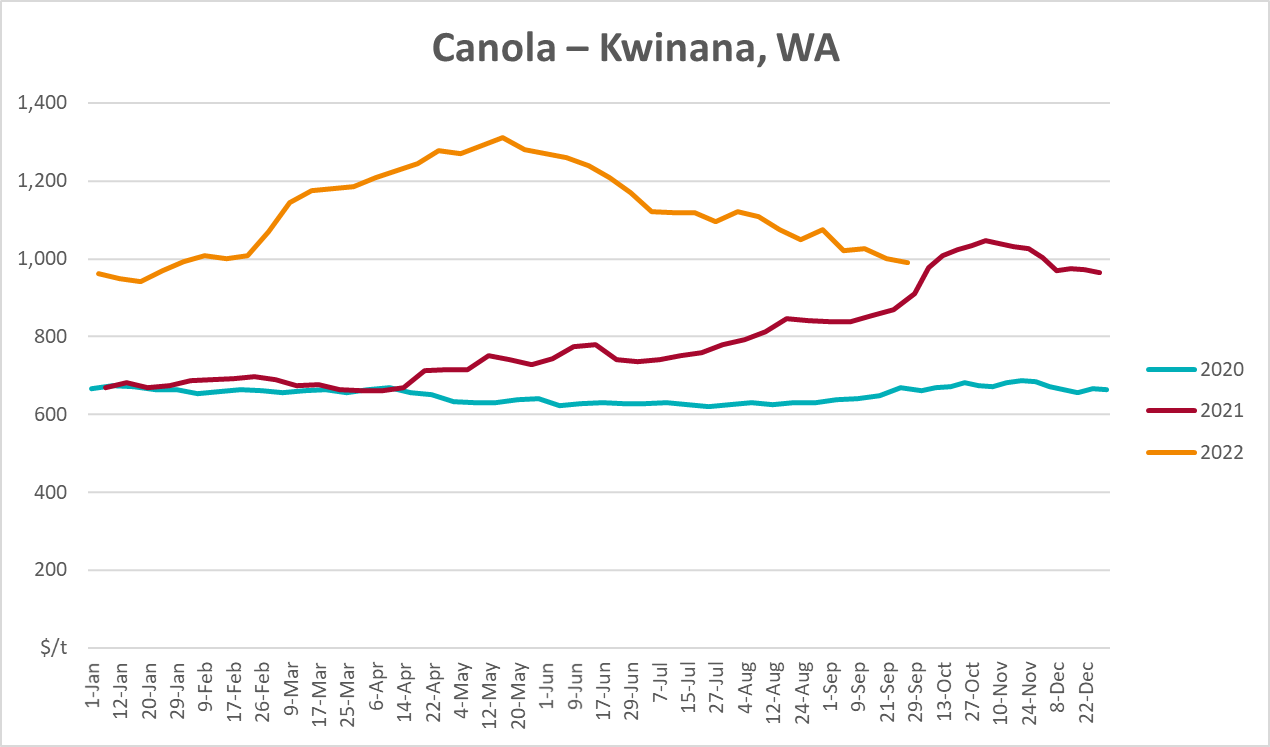 Canola – Kwinana, WA
1,400
1,200
1,000
800
600
400
200
$/t
2020
2021
2022
1-Jan
12-Jan
20-Jan
29-Jan
9-Feb
17-Feb
26-Feb
9-Mar
17-Mar
25-Mar
6-Apr
14-Apr
22-Apr
4-May
12-May
20-May
1-Jun
9-Jun
17-Jun
29-Jun
7-Jul
15-Jul
27-Jul
4-Aug
12-Aug
24-Aug
1-Sep
9-Sep
21-Sep
29-Sep
13-Oct
27-Oct
10-Nov
24-Nov
8-Dec
22-Dec